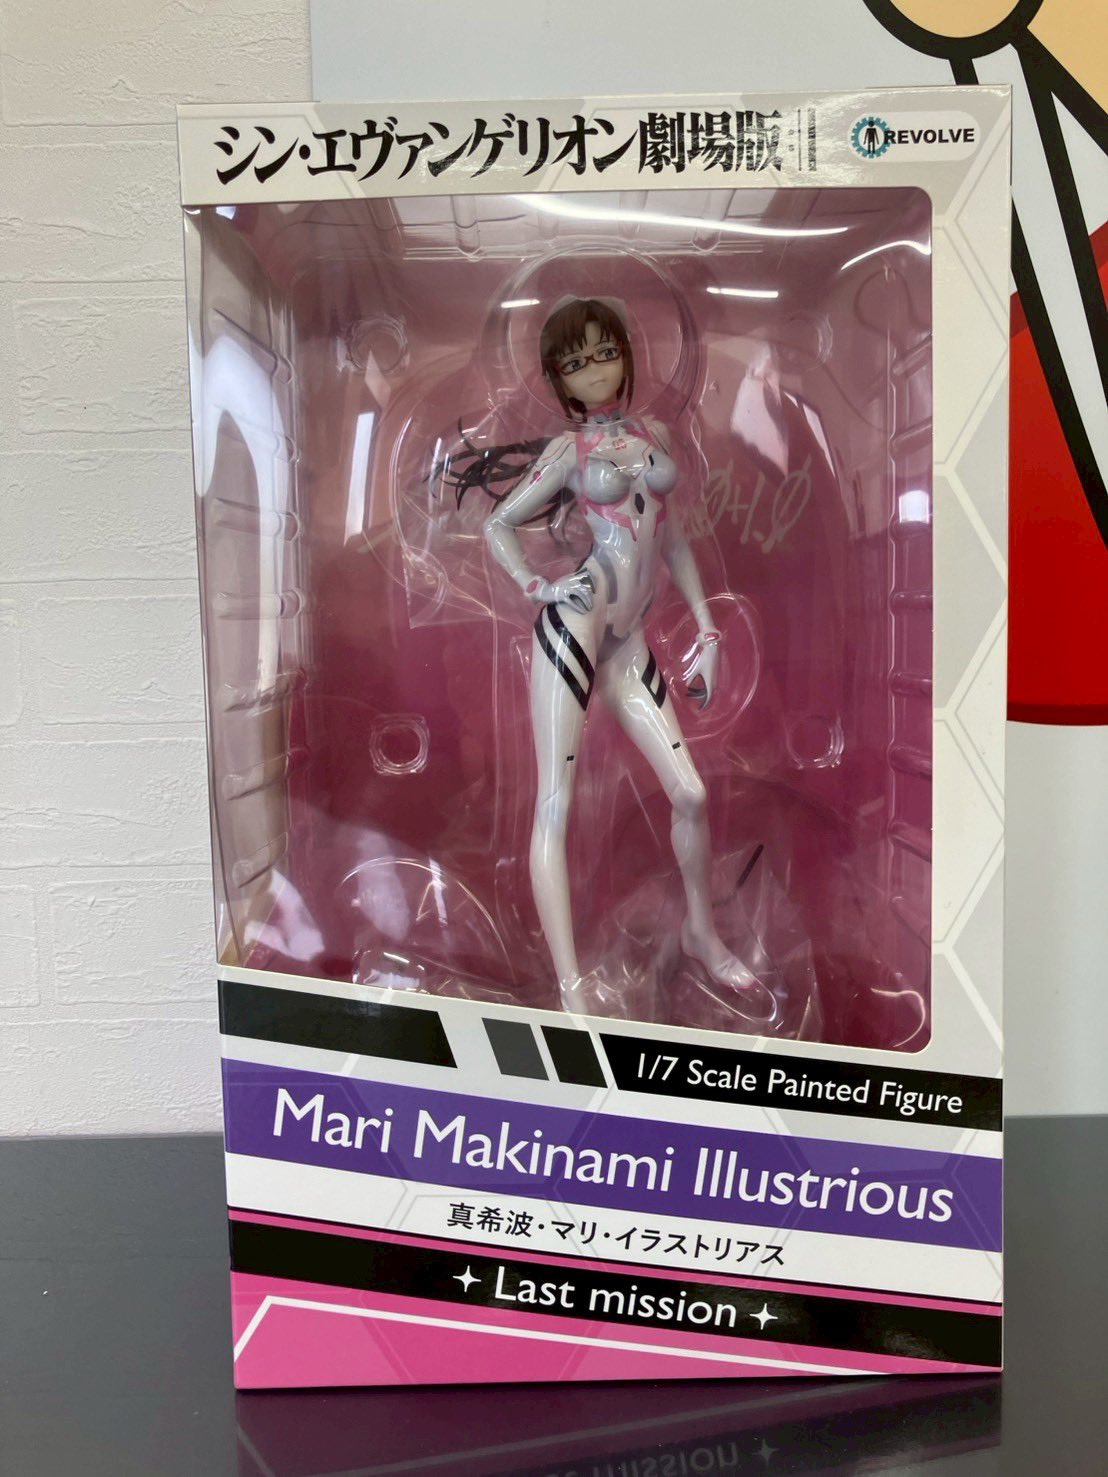 シン・エヴァンゲリオン劇場版𝄇
REVOLVE
1/7 Scale Painted Figure
Mari Makinami Illustrious
真希波・マリ・イラストリアス
Last mission